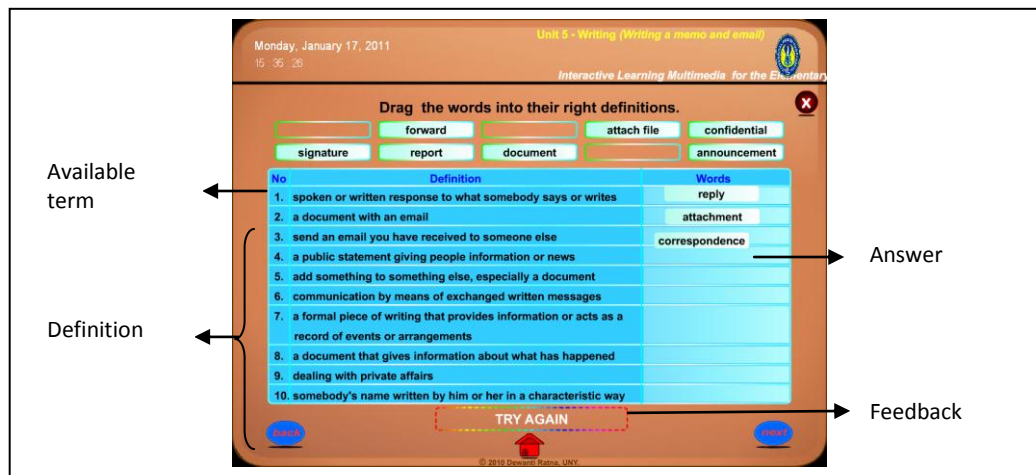 Monday, January 17, 2011
15 : 35 : 26
Unit 5 - Writing (Writing a memo and email)
Interactive Learning Multimedia for the Elementary
X
Drag the words into their right definitions.
forward attach file confidential
signature report document announcement
Available term
No Definition Words
1. spoken or written response to what somebody says or writes reply
2. a document with an email attachment
3. send an email you have received to someone else correspondence
4. a public statement giving people information or news
Answer
5. add something to something else, especially a document
6. communication by means of exchanged written messages
Definition
7. a formal piece of writing that provides information or acts as a
record of events or arrangements
8. a document that gives information about what has happened
9. dealing with private affairs
10. somebody's name written by him or her in a characteristic way
TRY AGAIN
Feedback
back next
© 2010 Dewanti Ratna, UNY.